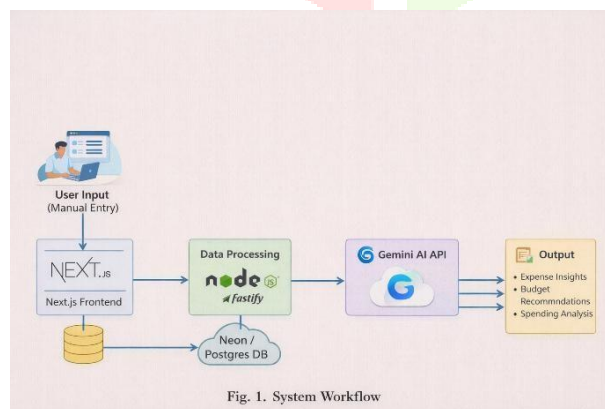 User Input
(Manual Entry)
NEXT.JS
Next.js Frontend
Data Processing
node JS
fastify
Neon /
Postgres DB
Gemini AI API
G
Output
• Expense Insights
• Budget
Recommndations
• Spending Analysis
Fig. 1. System Workflow